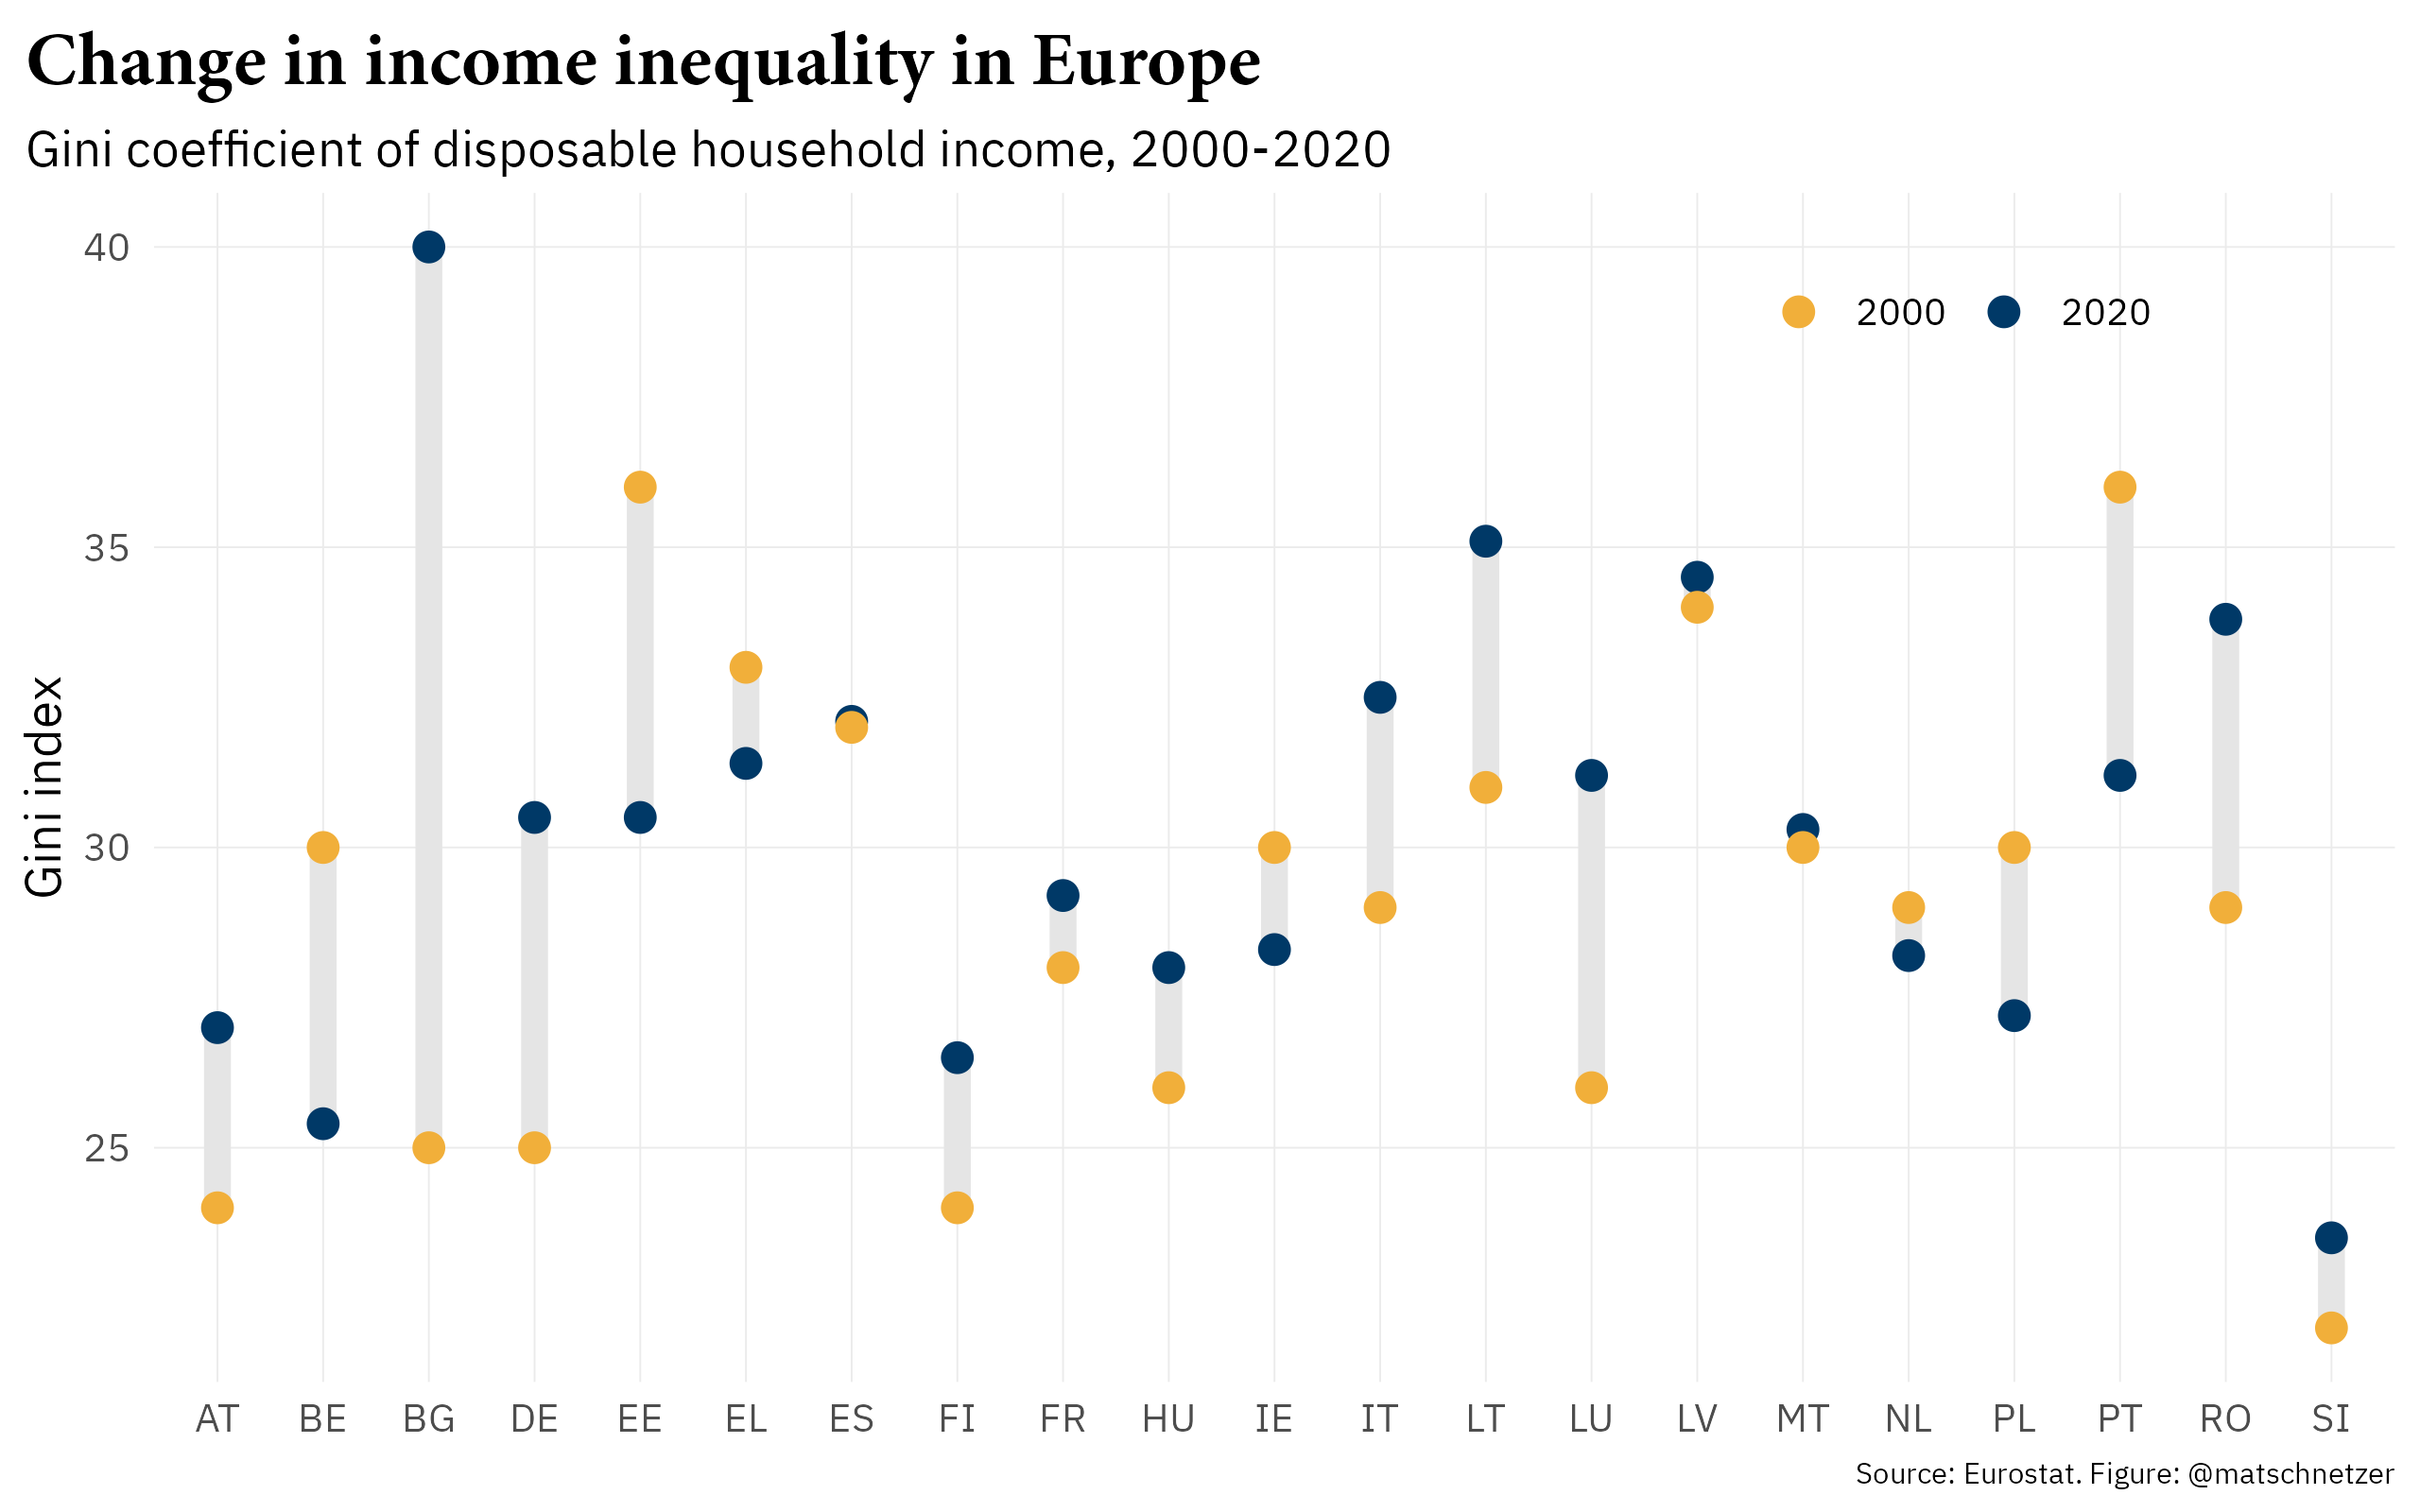 Change in income inequality in Europe
Gini coefficient of disposable household income, 2000-2020
40
2000 2020
35
Gini index
30
25
AT BE BG DE EE EL ES FI FR HU IE IT LT LU LV MT NL PL PT RO SI
Source: Eurostat. Figure: @matschnetzer